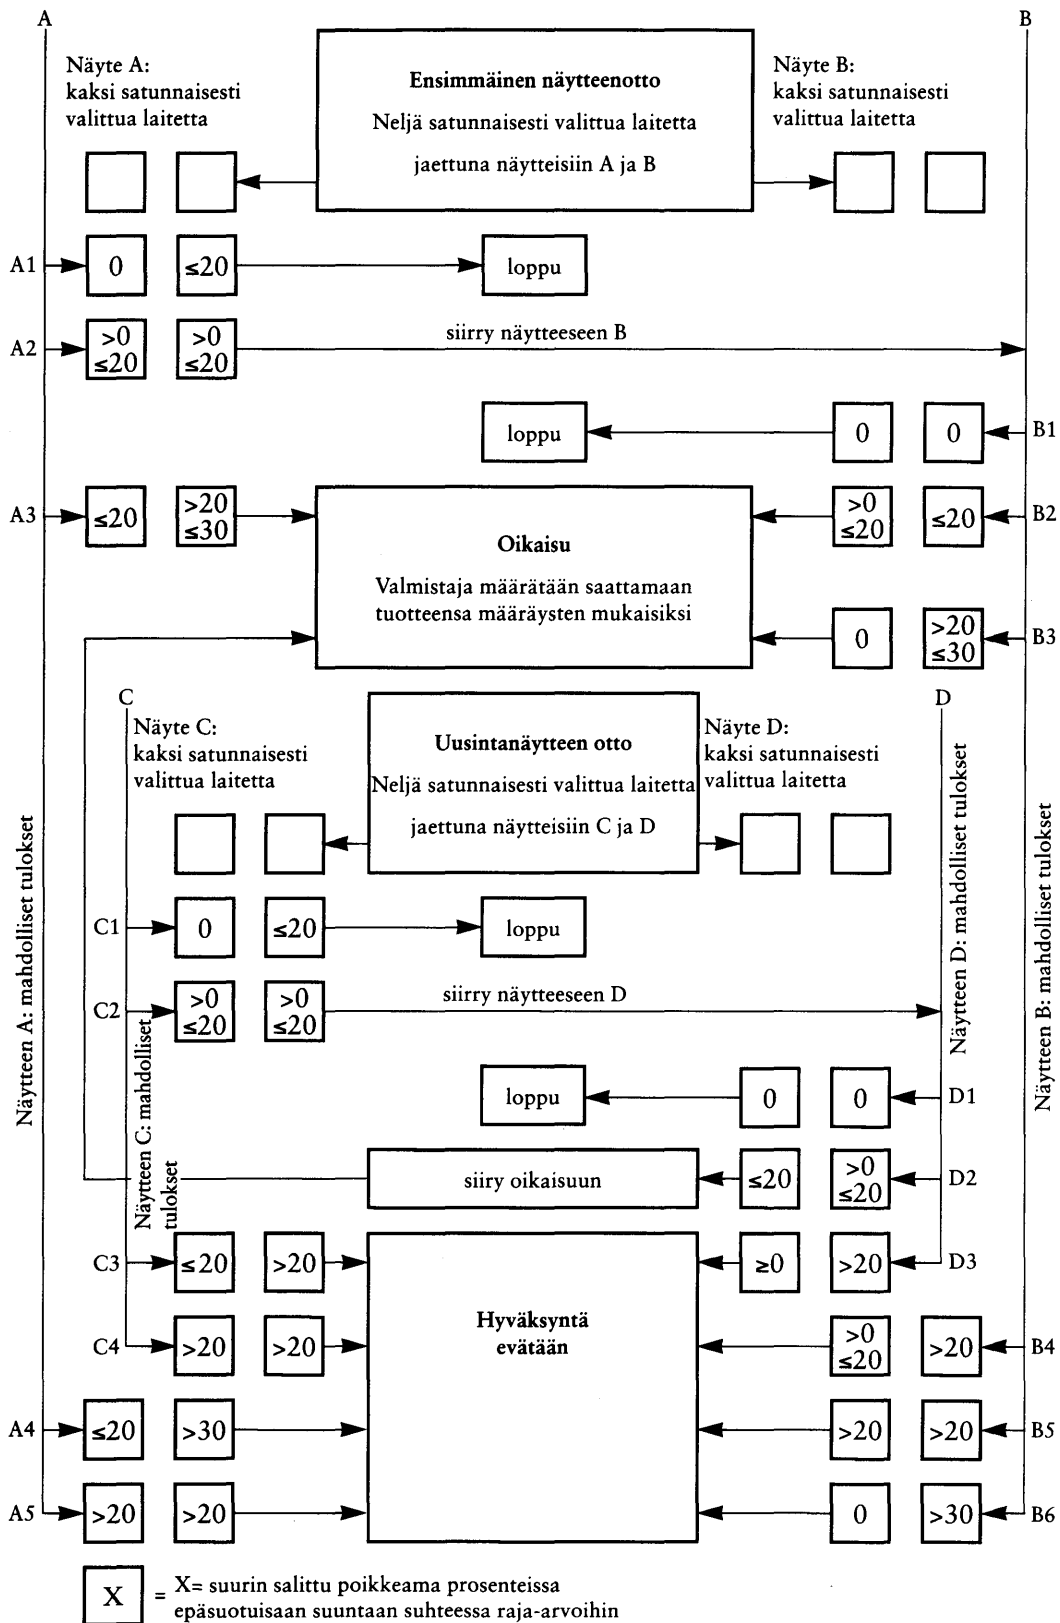 A
B
Näyte A:
kaksi satunnaisesti
valittua laitetta
Ensimmäinen näytteenotto
Neljä satunnaisesti valittua laitetta
jaettuna näytteisiin A ja B
Näyte B:
kaksi satunnaisesti
valittua laitetta
A1 0 ≤20 loppu
A2 >0 ≤20 >0 ≤20 siirry näytteeseen B
loppu 0 0 B1
A3 ≤20 >20 ≤30
Oikaisu
Valmistaja määrätään saattamaan
tuotteensa määräysten mukaisiksi
>0 ≤20 ≤20 B2
0 >20 ≤30 B3
C
D
Näyte C:
kaksi satunnaisesti
valittua laitetta
Uusintanäytteen otto
Neljä satunnaisesti valittua laitetta
jaettuna näytteisiin C ja D
Näyte D:
kaksi satunnaisesti
valittua laitetta
Näytteen A: mahdolliset tulokset
Näytteen C: mahdolliset
tulokset
Näytteen D: mahdolliset tulokset
Näytteen B: mahdolliset tulokset
C1 0 ≤20 loppu
C2 >0 ≤20 >0 ≤20 siirry näytteeseen D
loppu 0 0 D1
siiry oikaisuun ≤20 >0 ≤20 D2
C3 ≤20 >20
Hyväksyntä
evätään
≥0 >20 D3
C4 >20 >20
>0 ≤20 >20 B4
A4 ≤20 >30
>20 >20 B5
A5 >20 >20
0 >30 B6
X = X= suurin sallittu poikkeama prosenteissa
epäsuotuisaan suuntaan suhteessa raja-arvoihin